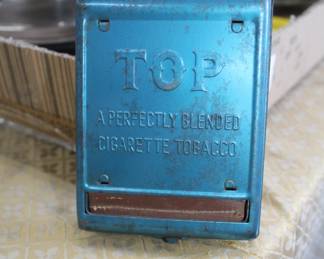 TOP
A PERFECTLY BLENDED
CIGARETTE TOBACCO